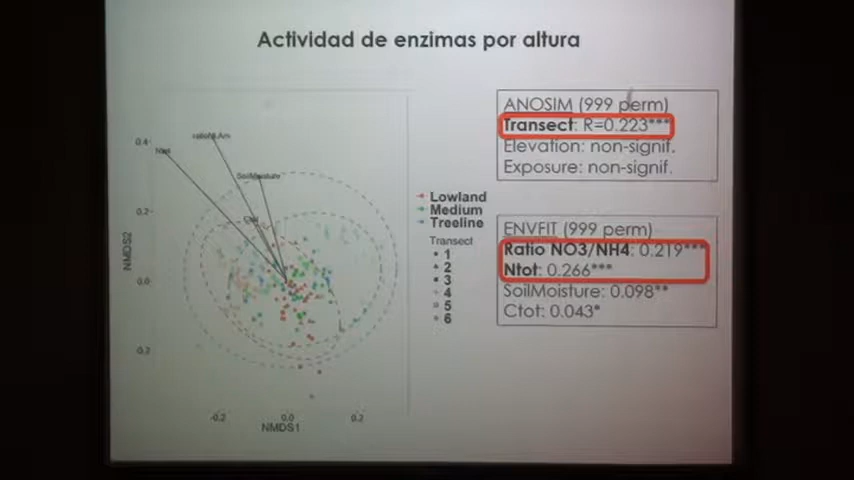 Actividad de enzimas por altura
ANOSIM (999 perm)
Transect: R=0.223***
Elevation: non-signif.
Exposure: non-signif.
ENVFIT (999 perm)
Ratio NO3/NH4: 0.219***
Ntot: 0.266***
SoilMoisture: 0.098**
Ctot: 0.043*
Lowland
Medium
Treeline
Transect
1
2
3
4
5
6
SoilMoisture
NMDS2
0.4
0.2
0.0
0.2
-0.2
0.0
0.2
NMDS1